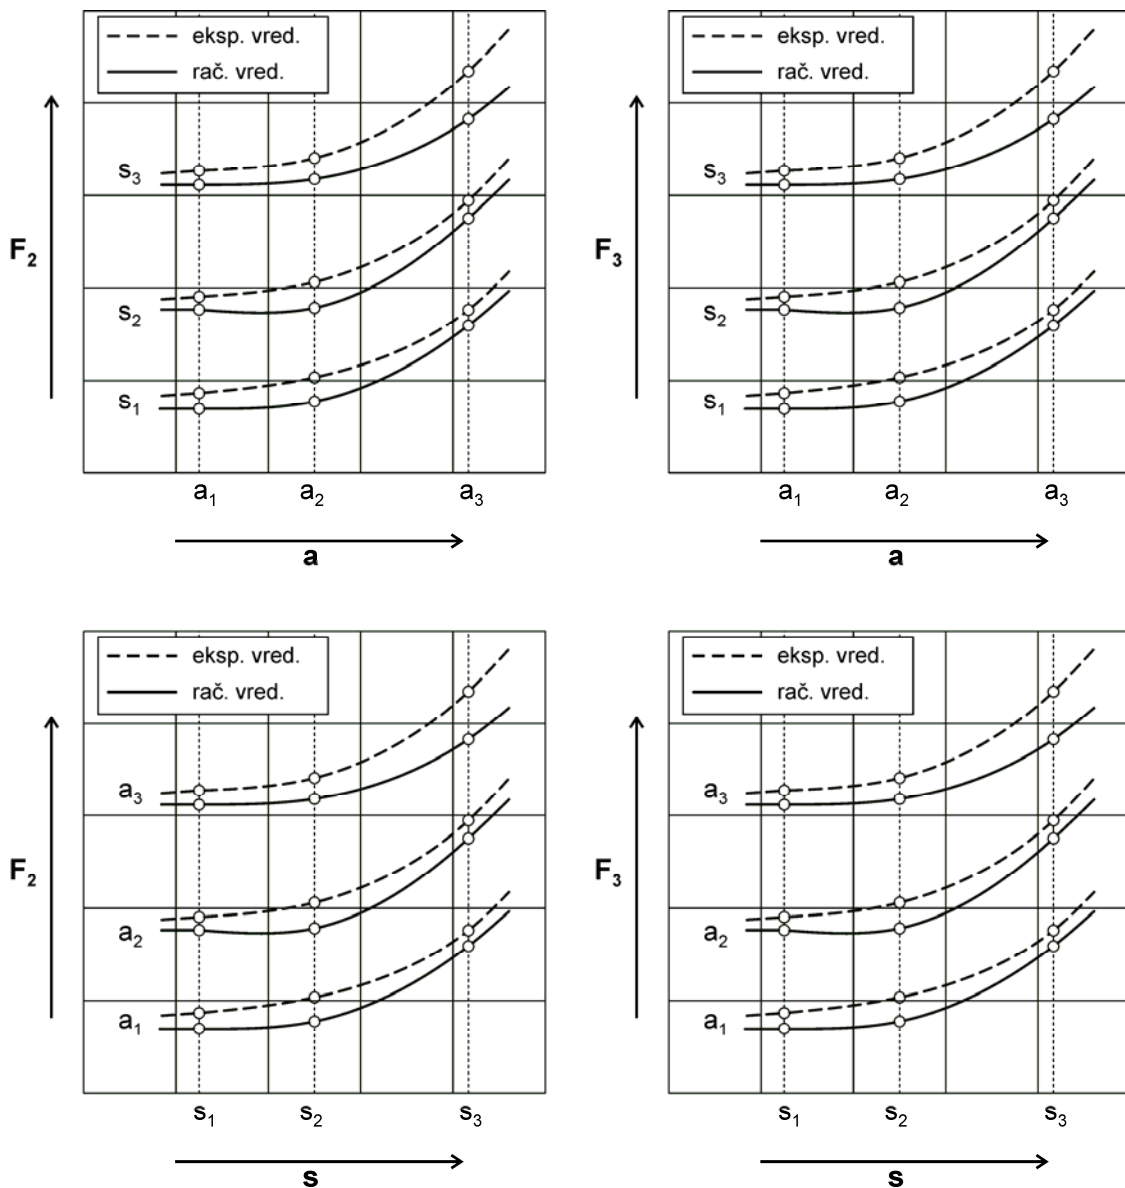 eksp. vred.
rač. vred.
F2
s3
s2
s1
a1 a2 a3
a
eksp. vred.
rač. vred.
F3
s3
s2
s1
a1 a2 a3
a
eksp. vred.
rač. vred.
F2
a3
a2
a1
s1 s2 s3
s
eksp. vred.
rač. vred.
F3
a3
a2
a1
s1 s2 s3
s